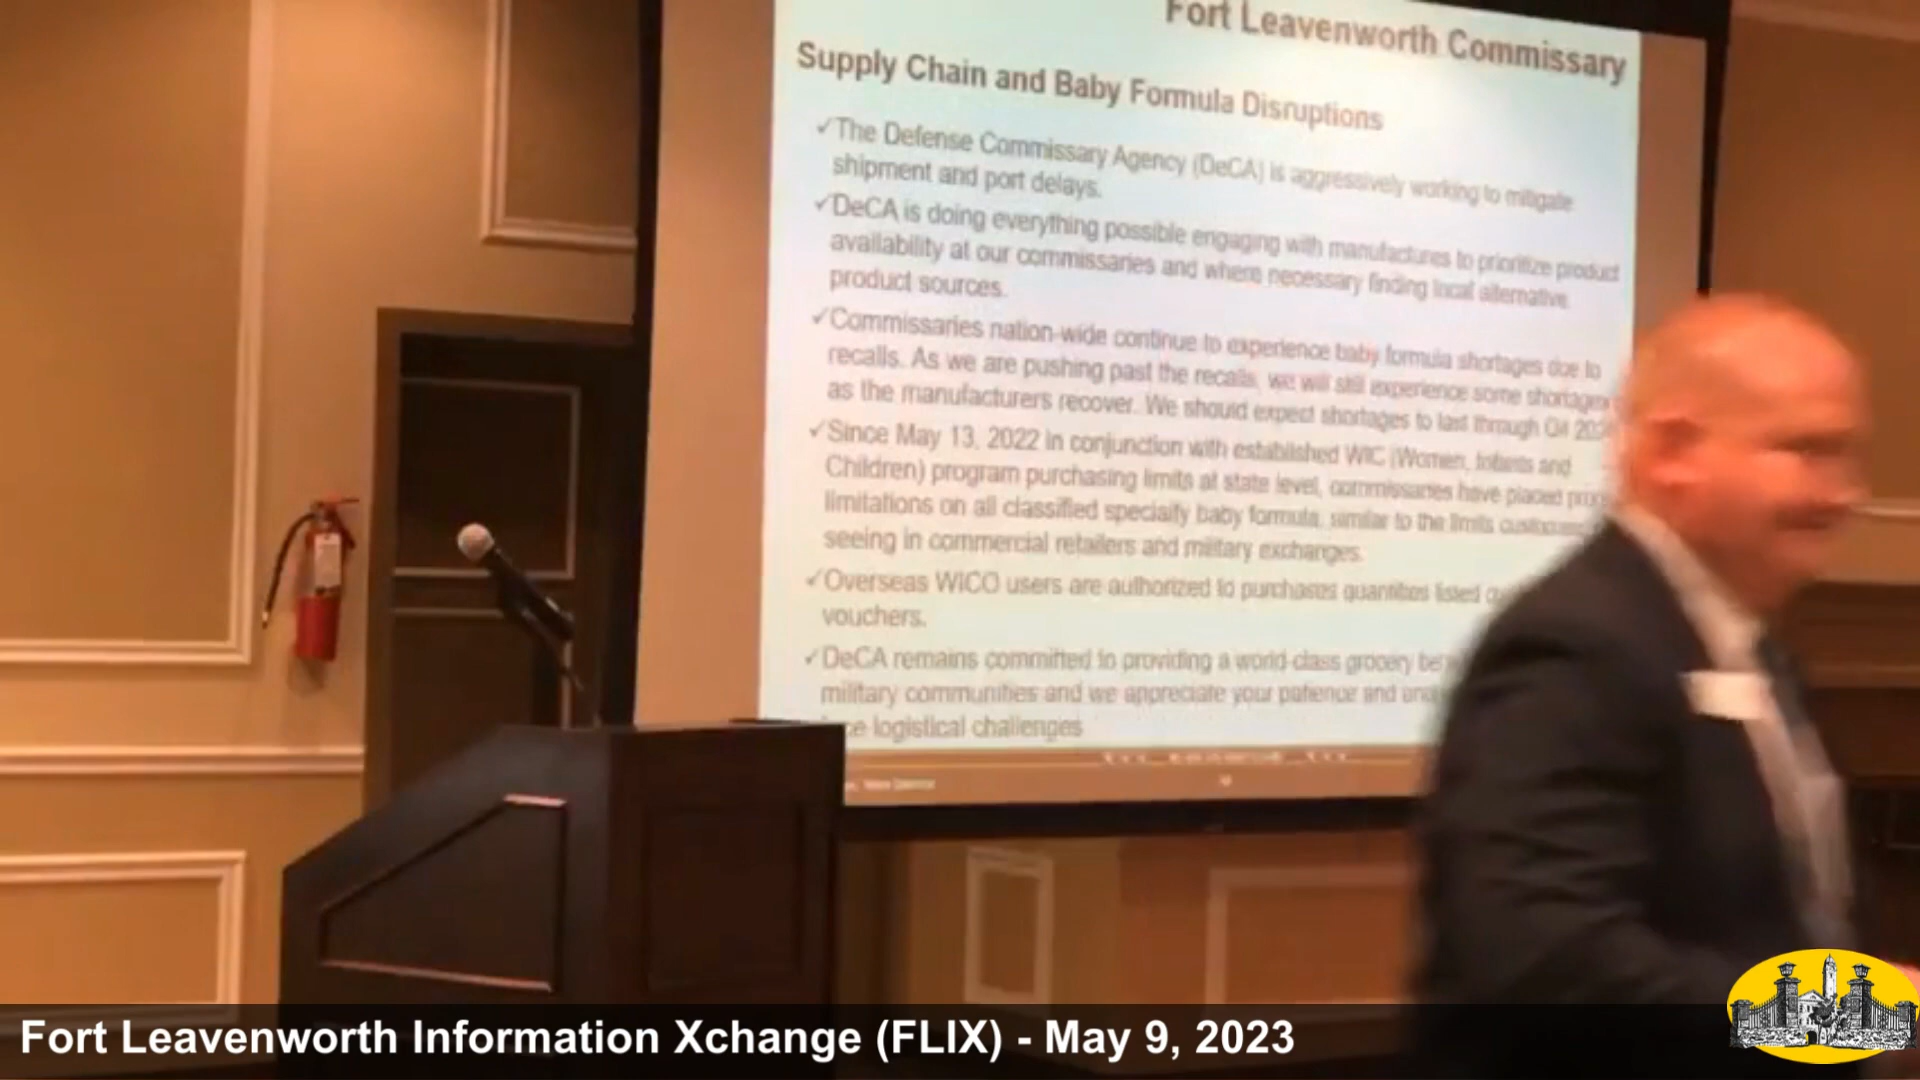 Fort Leavenworth Commissary
Supply Chain and Baby Formula Disruptions
✓The Defense Commissary Agency (DeCA) is aggressively working to mitigate
shipment and port delays.
✓DeCA is doing everything possible engaging with manufactures to prioritize product
availability at our commissaries and where necessary finding local alternative
product sources.
✓Commissaries nation-wide continue to experience baby formula shortages due to
recalls. As we are pushing past the recalls, we will still experience some shortages
as the manufacturers recover. We should expect shortages to last through Q4
✓Since May 13, 2022 in conjunction with established WIC (Women, Infants and
Children) program purchasing limits at state level, commissaries have placed
limitations on all classified specialty baby formula, similar to the limits
seeing in commercial retailers and military exchanges.
✓Overseas WICO users are authorized to purchases quantities listed
vouchers.
✓DeCA remains committed to providing a world-class grocery
military communities and we appreciate your patience and
logistical challenges
Fort Leavenworth Information Xchange (FLIX) - May 9, 2023